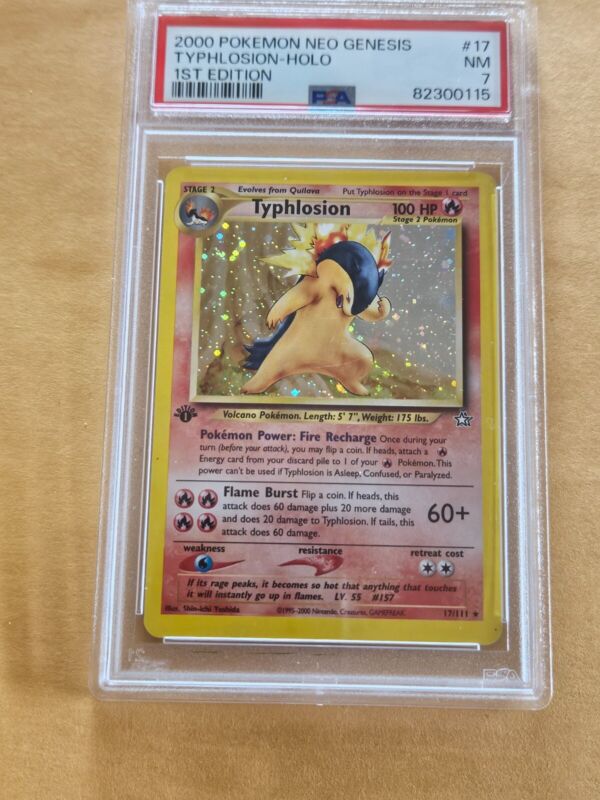 2000 POKEMON NEO GENESIS #17
TYPHLOSION-HOLO NM
1ST EDITION 7
PSA 82300115
STAGE 2 Evolves from Quilava Put Typhlosion on the Stage 1 card
Typhlosion 100 HP
Stage 2 Pokémon
EDITION 1
Volcano Pokémon. Length: 5' 7", Weight: 175 lbs.
Pokémon Power: Fire Recharge Once during your
turn (before your attack), you may flip a coin. If heads, attach a
Energy card from your discard pile to 1 of your Pokémon. This
power can't be used if Typhlosion is Asleep, Confused, or Paralyzed.
Flame Burst Flip a coin. If heads, this
attack does 60 damage plus 20 more damage
and does 20 damage to Typhlosion. If tails, this
attack does 60 damage.
60+
weakness resistance retreat cost
If its rage peaks, it becomes so hot that anything that touches
it will instantly go up in flames. LV. 55 #157
Illus. Shin-ichi Yoshida ©1995-2000 Nintendo, Creatures, GAMEFREAK. 17/111